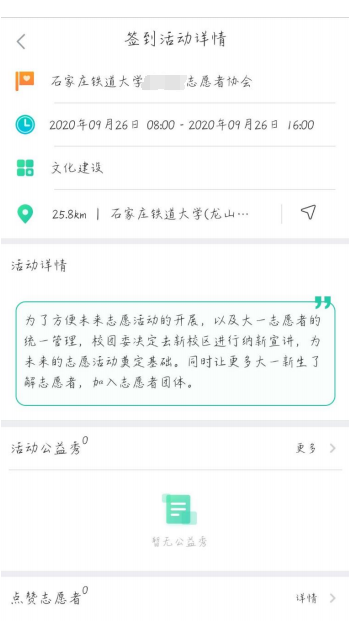 签到活动详情
石家庄铁道大学 志愿者协会
2020年09月26日 08:00 - 2020年09月26日 16:00
文化建设
25.8km | 石家庄铁道大学(龙山…
活动详情
为了方便未来志愿活动的开展，以及大一志愿者的
统一管理，校团委决定去新校区进行纳新宣讲，为
未来的志愿活动奠定基础。同时让更多大一新生了
解志愿者，加入志愿者团体。
活动公益秀0 更多
暂无公益秀
点赞志愿者0 详情